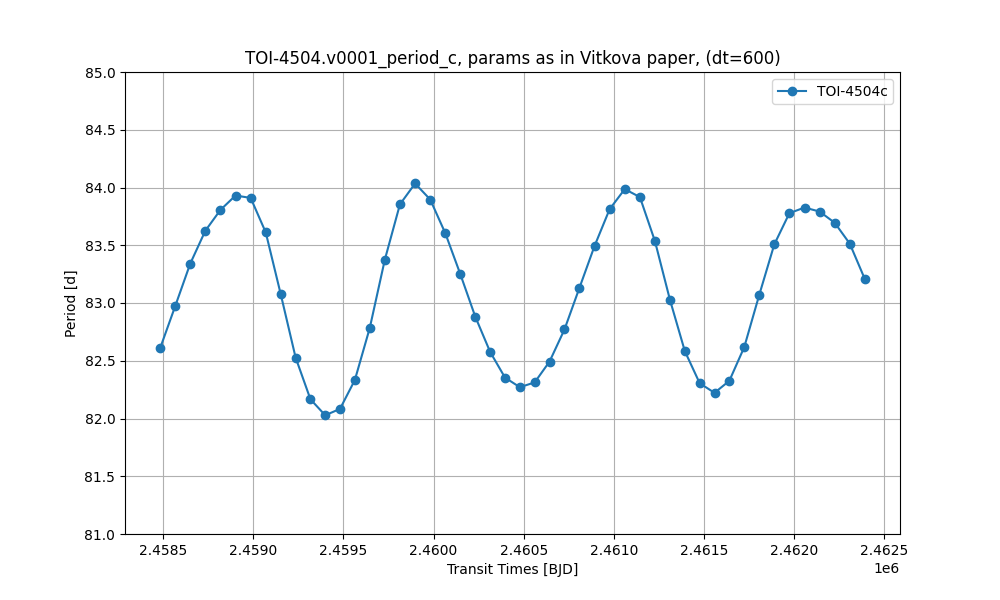 TOI-4504.v0001_period_c, params as in Vitkova paper, (dt=600)
TOI-4504c
85.0
84.5
84.0
83.5
83.0
82.5
82.0
81.5
81.0
Period [d]
2.4585 2.4590 2.4595 2.4600 2.4605 2.4610 2.4615 2.4620 2.4625
1e6
Transit Times [BJD]